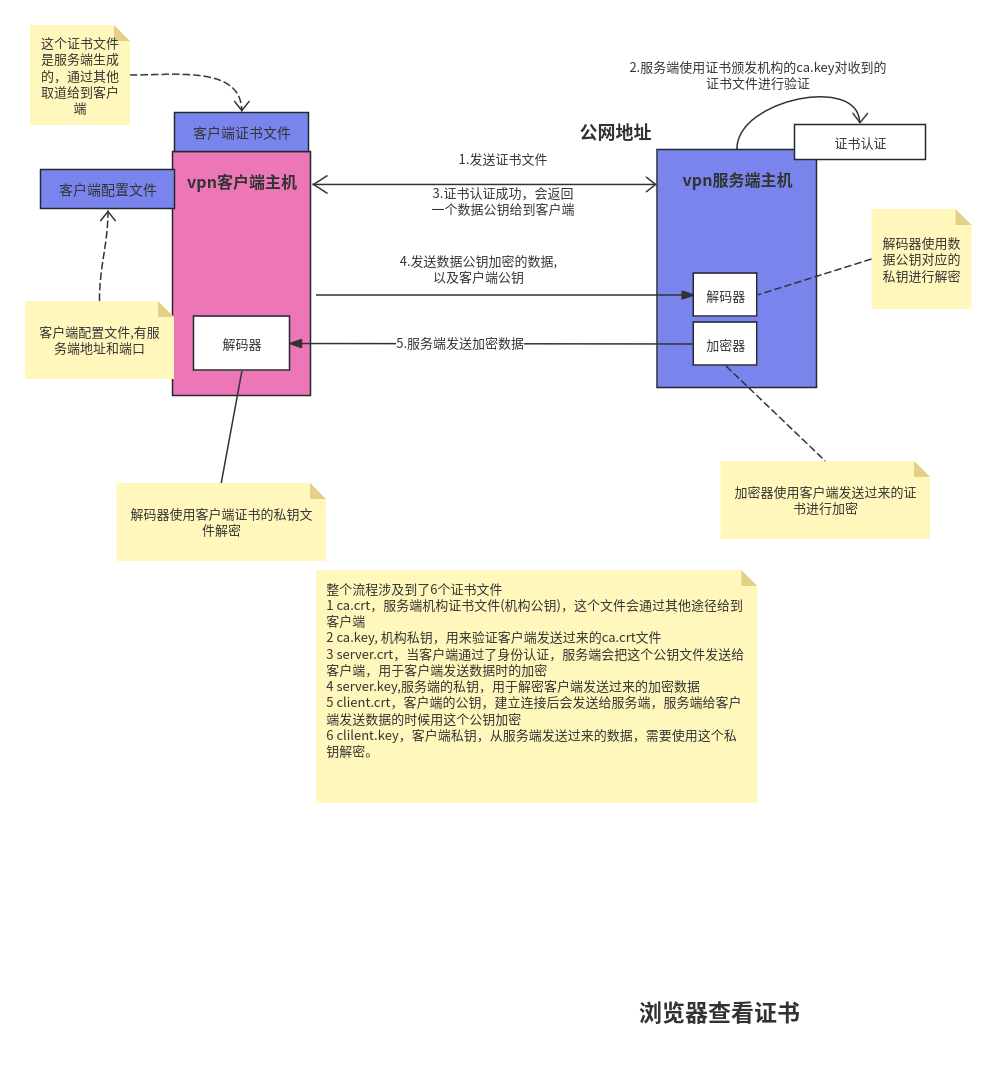 这个证书文件
是服务端生成
的，通过其他
取道给到客户
端
2.服务端使用证书颁发机构的ca.key对收到的
证书文件进行验证
客户端证书文件
公网地址
证书认证
vpn客户端主机
1.发送证书文件
vpn服务端主机
客户端配置文件
3.证书认证成功，会返回
一个数据公钥给到客户端
解码器使用数
据公钥对应的
私钥进行解密
4.发送数据公钥加密的数据,
以及客户端公钥
解码器
客户端配置文件,有服
务端地址和端口
解码器
5.服务端发送加密数据
加密器
解码器使用客户端证书的私钥文
件解密
加密器使用客户端发送过来的证
书进行加密
整个流程涉及到了6个证书文件
1 ca.crt，服务端机构证书文件(机构公钥)，这个文件会通过其他途径给到
客户端
2 ca.key, 机构私钥，用来验证客户端发送过来的ca.crt文件
3 server.crt，当客户端通过了身份认证，服务端会把这个公钥文件发送给
客户端，用于客户端发送数据时的加密
4 server.key,服务端的私钥，用于解密客户端发送过来的加密数据
5 client.crt，客户端的公钥，建立连接后会发送给服务端，服务端给客户
端发送数据的时候用这个公钥加密
6 clilent.key，客户端私钥，从服务端发送过来的数据，需要使用这个私
钥解密。
浏览器查看证书